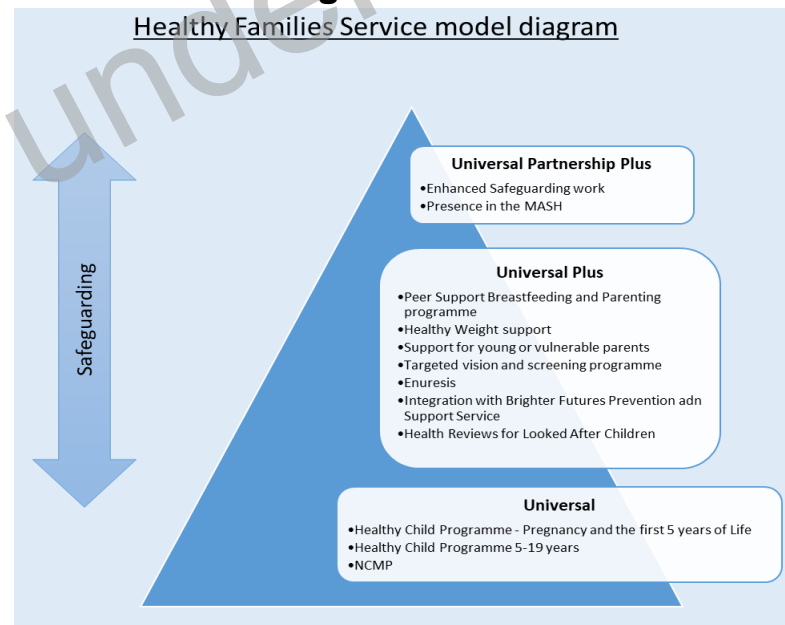 Healthy Families Service model diagram
under
Safeguarding
Universal Partnership Plus
•Enhanced Safeguarding work
•Presence in the MASH
Universal Plus
•Peer Support Breastfeeding and Parenting
programme
•Healthy Weight support
•Support for young or vulnerable parents
•Targeted vision and screening programme
•Enuresis
•Integration with Brighter Futures Prevention adn
Support Service
•Health Reviews for Looked After Children
Universal
•Healthy Child Programme - Pregnancy and the first 5 years of Life
•Healthy Child Programme 5-19 years
•NCMP